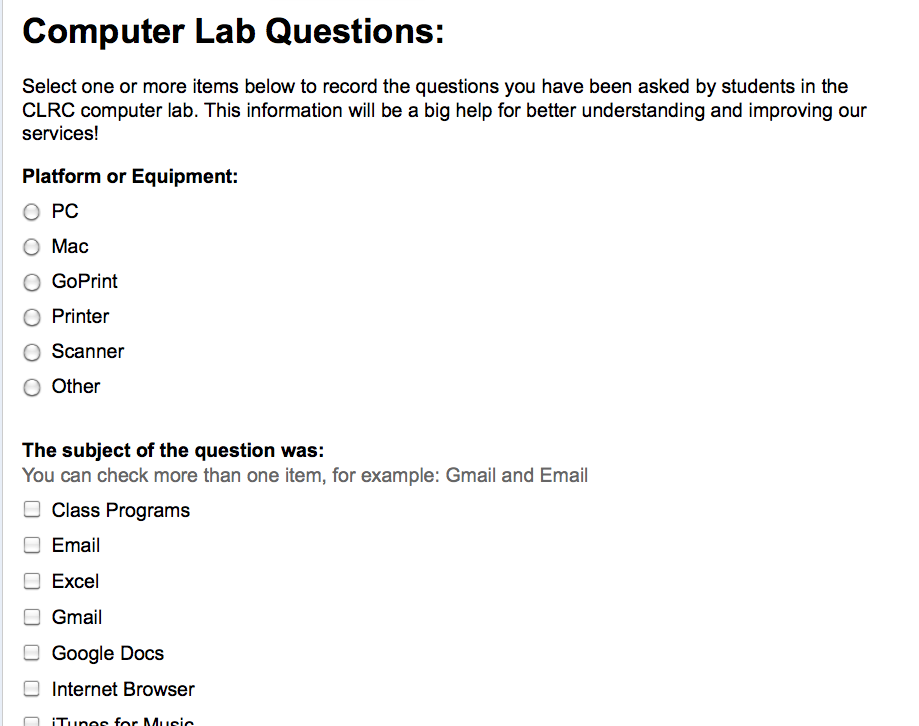 Computer Lab Questions:
Select one or more items below to record the questions you have been asked by students in the
CLRC computer lab. This information will be a big help for better understanding and improving our
services!
Platform or Equipment:
PC
Mac
GoPrint
Printer
Scanner
Other
The subject of the question was:
You can check more than one item, for example: Gmail and Email
Class Programs
Email
Excel
Gmail
Google Docs
Internet Browser
iTunes for Music